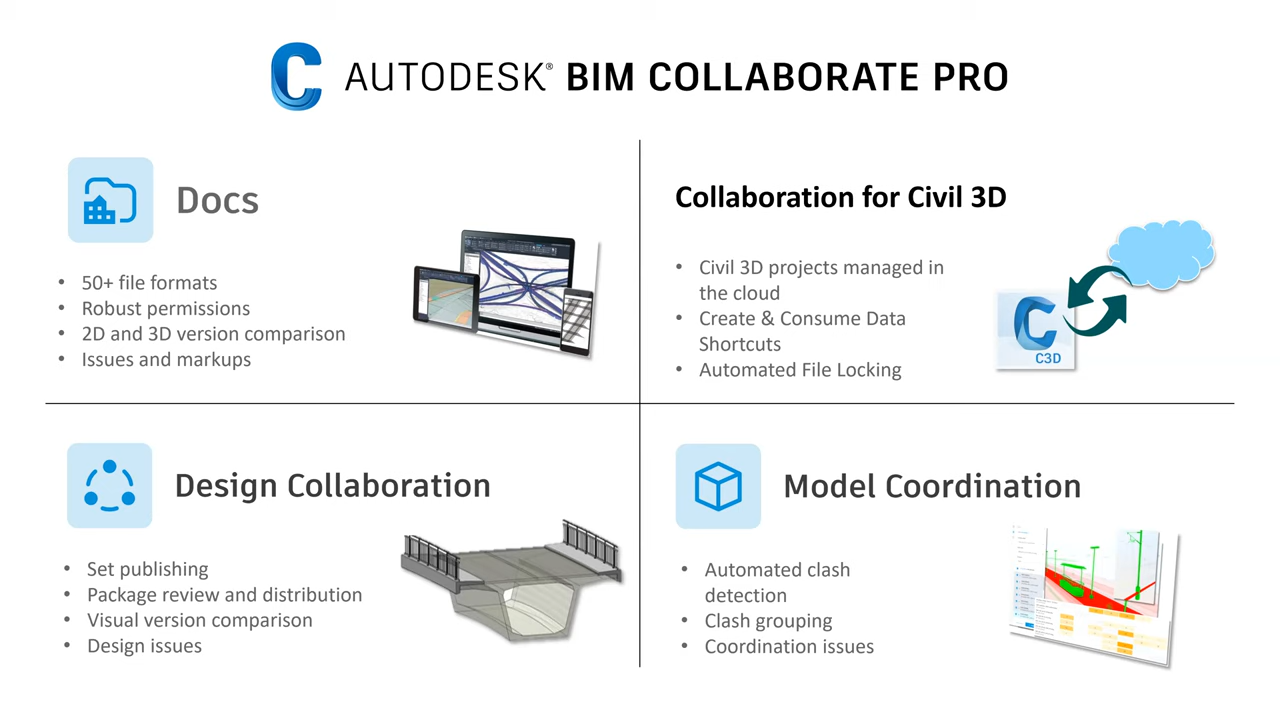 AUTODESK® BIM COLLABORATE PRO
Docs
• 50+ file formats
• Robust permissions
• 2D and 3D version comparison
• Issues and markups
Collaboration for Civil 3D
• Civil 3D projects managed in
the cloud
• Create & Consume Data
Shortcuts
• Automated File Locking
C3D
Design Collaboration
• Set publishing
• Package review and distribution
• Visual version comparison
• Design issues
Model Coordination
• Automated clash
detection
• Clash grouping
• Coordination issues